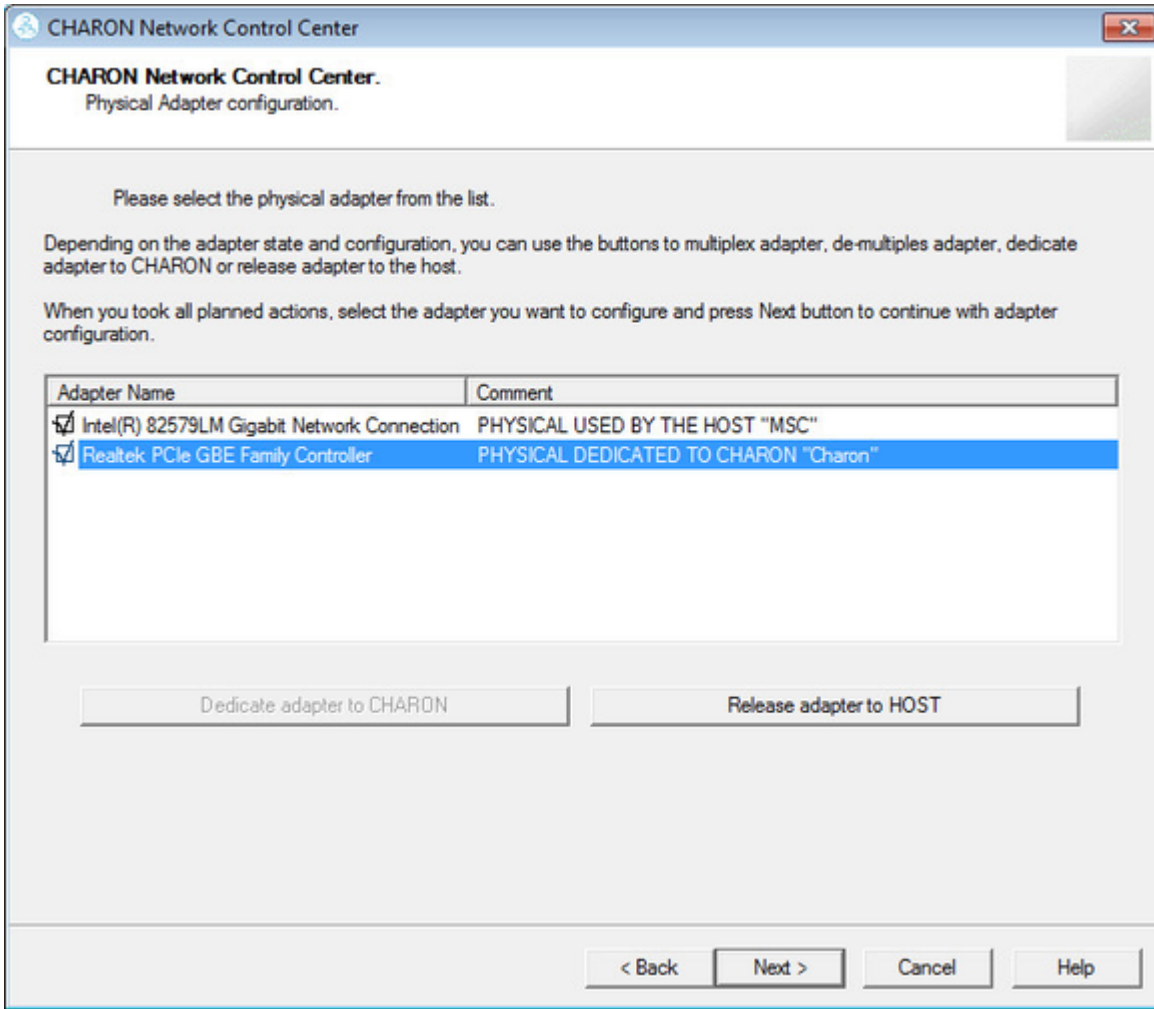 CHARON Network Control Center
CHARON Network Control Center.
Physical Adapter configuration.
Please select the physical adapter from the list.
Depending on the adapter state and configuration, you can use the buttons to multiplex adapter, de-multiples adapter, dedicate
adapter to CHARON or release adapter to the host.
When you took all planned actions, select the adapter you want to configure and press Next button to continue with adapter
configuration.
Adapter Name Comment
Intel(R) 82579LM Gigabit Network Connection PHYSICAL USED BY THE HOST "MSC"
Realtek PCIe GBE Family Controller PHYSICAL DEDICATED TO CHARON "Charon"
Dedicate adapter to CHARON Release adapter to HOST
< Back Next > Cancel Help